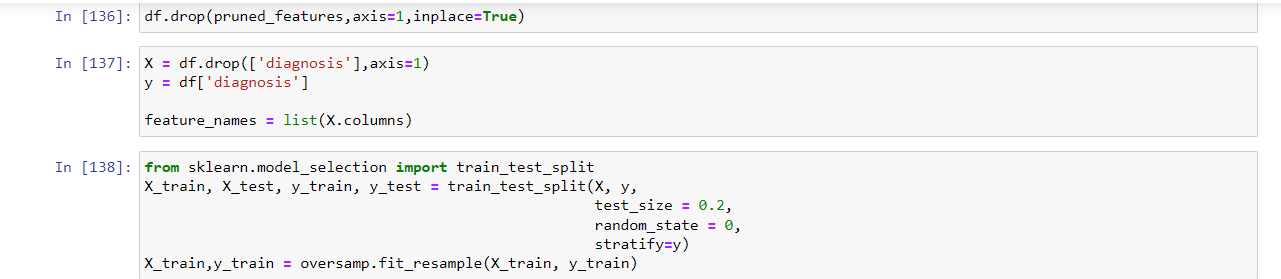 In [136]: df.drop(pruned_features,axis=1,inplace=True)
In [137]: X = df.drop(['diagnosis'],axis=1)
y = df['diagnosis']
feature_names = list(X.columns)
In [138]: from sklearn.model_selection import train_test_split
X_train, X_test, y_train, y_test = train_test_split(X, y,
test_size = 0.2,
random_state = 0,
stratify=y)
X_train,y_train = oversamp.fit_resample(X_train, y_train)